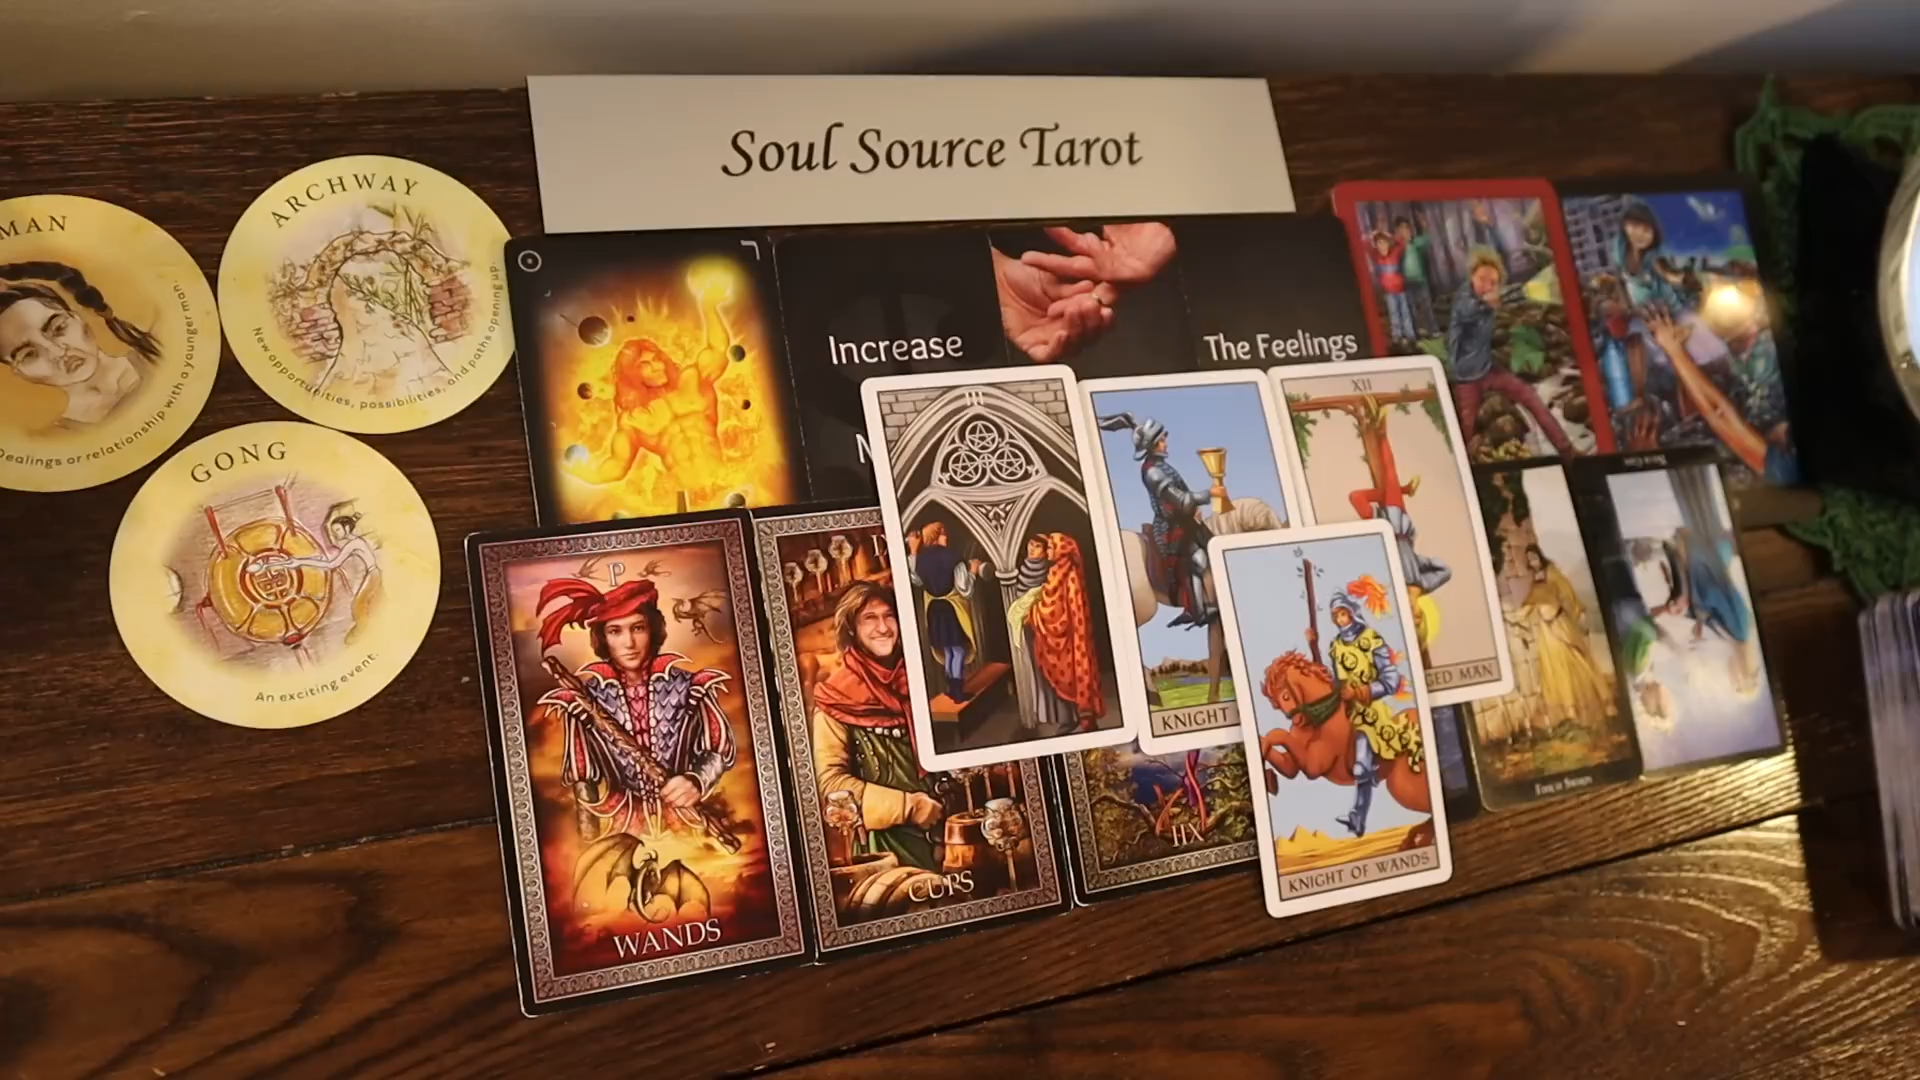 Soul Source Tarot
MAN
Dealings or relationship with a younger man.
ARCHWAY
New opportunities, possibilities, and paths opening up.
GONG
An exciting event.
Increase
N
The Feelings
III
KNIGHT
XII
GED MAN
KNIGHT OF WANDS
P
WANDS
CUPS